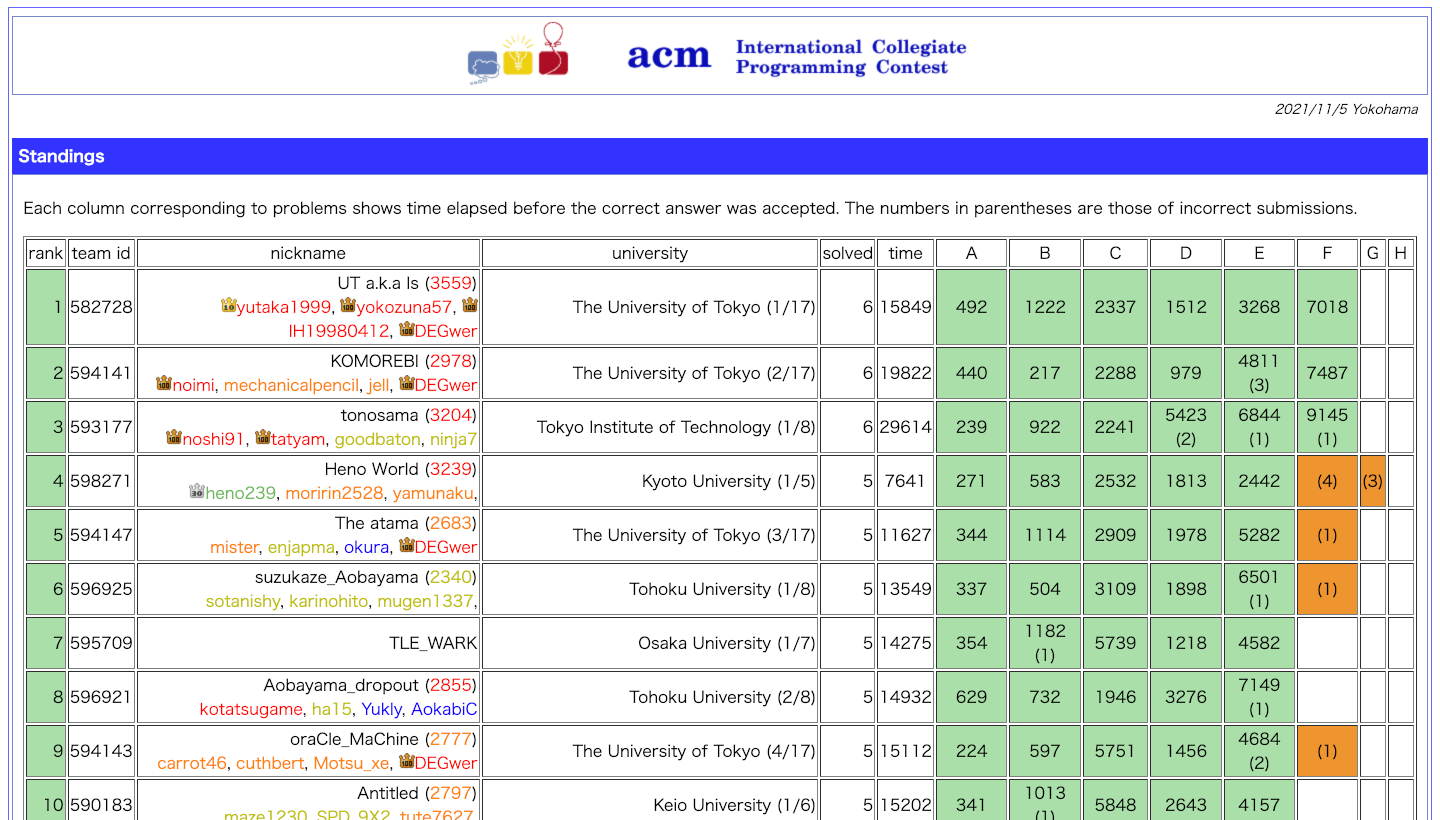 acm International Collegiate
Programming Contest
2021/11/5 Yokohama
Standings
Each column corresponding to problems shows time elapsed before the correct answer was accepted. The numbers in parentheses are those of incorrect submissions.
rank team id nickname university solved time A B C D E F G H
1 582728 UT a.k.a Is (3559) The University of Tokyo (1/17) 6 15849 492 1222 2337 1512 3268 7018
yutaka1999, yokozuna57,
IH19980412, DEGwer
2 594141 KOMOREBI (2978) The University of Tokyo (2/17) 6 19822 440 217 2288 979 4811 (3) 7487
noimi, mechanicalpencil, jell, DEGwer
3 593177 tonosama (3204) Tokyo Institute of Technology (1/8) 6 29614 239 922 2241 5423 (2) 6844 (1) 9145 (1)
noshi91, tatyam, goodbaton, ninja7
4 598271 Heno World (3239) Kyoto University (1/5) 5 7641 271 583 2532 1813 2442 (4) (3)
heno239, moririn2528, yamunaku,
5 594147 The atama (2683) The University of Tokyo (3/17) 5 11627 344 1114 2909 1978 5282 (1)
mister, enjapma, okura, DEGwer
6 596925 suzukaze_Aobayama (2340) Tohoku University (1/8) 5 13549 337 504 3109 1898 6501 (1) (1)
sotanishy, karinohito, mugen1337,
7 595709 TLE_WARK Osaka University (1/7) 5 14275 354 1182 (1) 5739 1218 4582
8 596921 Aobayama_dropout (2855) Tohoku University (2/8) 5 14932 629 732 1946 3276 7149 (1)
kotatsugame, ha15, Yukly, AokabiC
9 594143 oraCle_MaChine (2777) The University of Tokyo (4/17) 5 15112 224 597 5751 1456 4684 (2) (1)
carrot46, cuthbert, Motsu_xe, DEGwer
10 590183 Antitled (2797) Keio University (1/6) 5 15202 341 1013 (1) 5848 2643 4157
maze1230, SPD_9X2, tute7627,